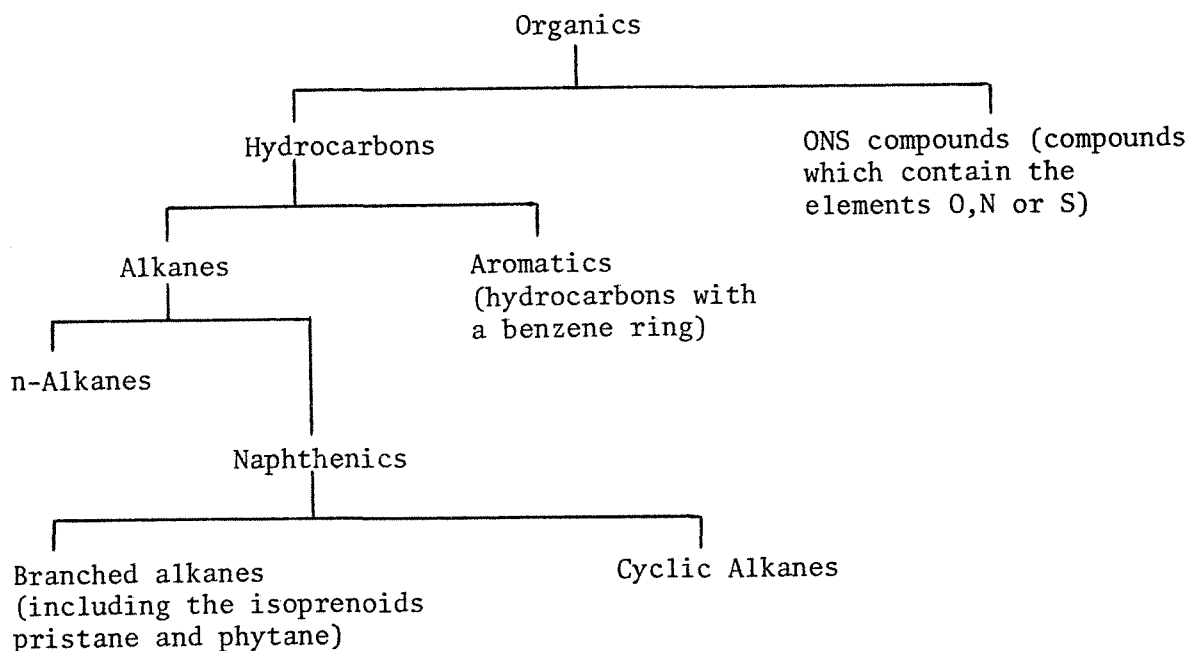 Organics
Hydrocarbons
ONS compounds (compounds
which contain the
elements O,N or S)
Alkanes
Aromatics
(hydrocarbons with
a benzene ring)
n-Alkanes
Naphthenics
Branched alkanes
(including the isoprenoids
pristane and phytane)
Cyclic Alkanes